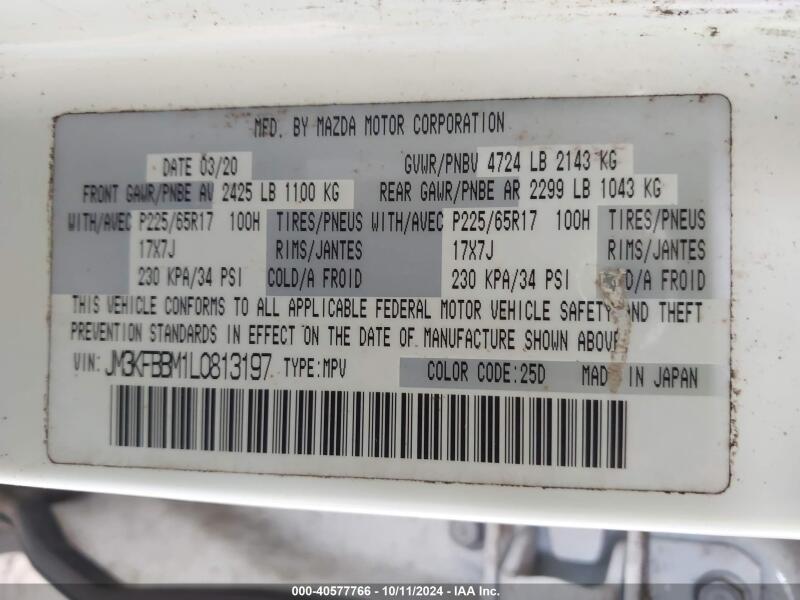 MFD. BY MAZDA MOTOR CORPORATION
DATE 03/20 GVWR/PNBV 4724 LB 2143 KG
FRONT GAWR/PNBE AV 2425 LB 1100 KG REAR GAWR/PNBE AR 2299 LB 1043 KG
WITH/AVEC P225/65R17 100H TIRES/PNEUS WITH/AVEC P225/65R17 100H TIRES/PNEUS
17X7J RIMS/JANTES 17X7J RIMS/JANTES
230 KPA/34 PSI COLD/A FROID 230 KPA/34 PSI FROID
THIS VEHICLE CONFORMS TO ALL APPLICABLE FEDERAL MOTOR VEHICLE SAFETY AND THEFT
PREVENTION STANDARDS IN EFFECT ON THE DATE OF MANUFACTURE SHOWN ABOVE
VIN: JM3KFBBM1L0813197 TYPE:MPV COLOR CODE:25D MADE IN JAPAN
000-40577766 - 10/11/2024 - IAA Inc.